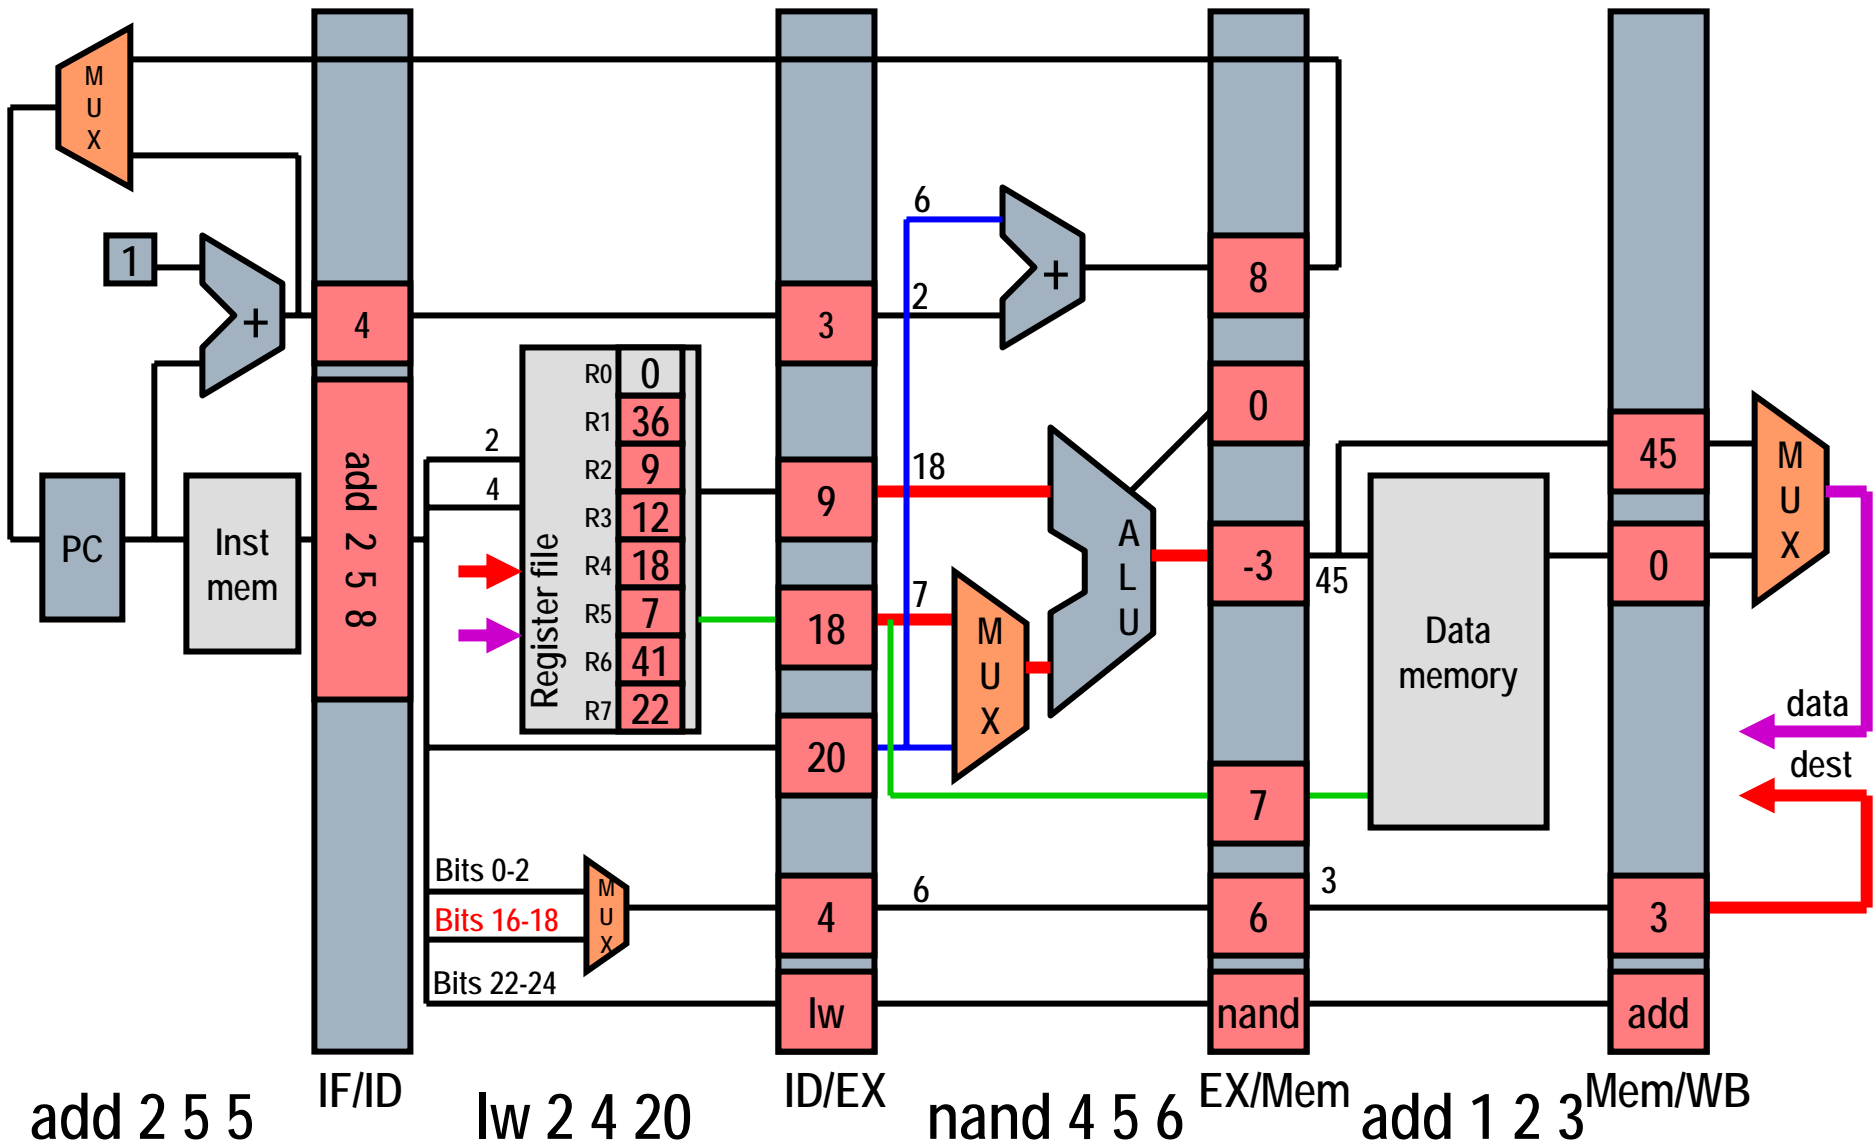 M
U
X
1
+
4
add 2 5 8
PC
Inst
mem
2
4
Register file
R0 0
R1 36
R2 9
R3 12
R4 18
R5 7
R6 41
R7 22
Bits 0-2
Bits 16-18
Bits 22-24
M
U
X
3
9
18
20
4
lw
6
2
18
7
6
+
M
U
X
A
L
U
8
0
-3
7
6
nand
45
3
Data
memory
45
0
3
add
M
U
X
data
dest
IF/ID
ID/EX
EX/Mem
Mem/WB
add 2 5 5
lw 2 4 20
nand 4 5 6
add 1 2 3